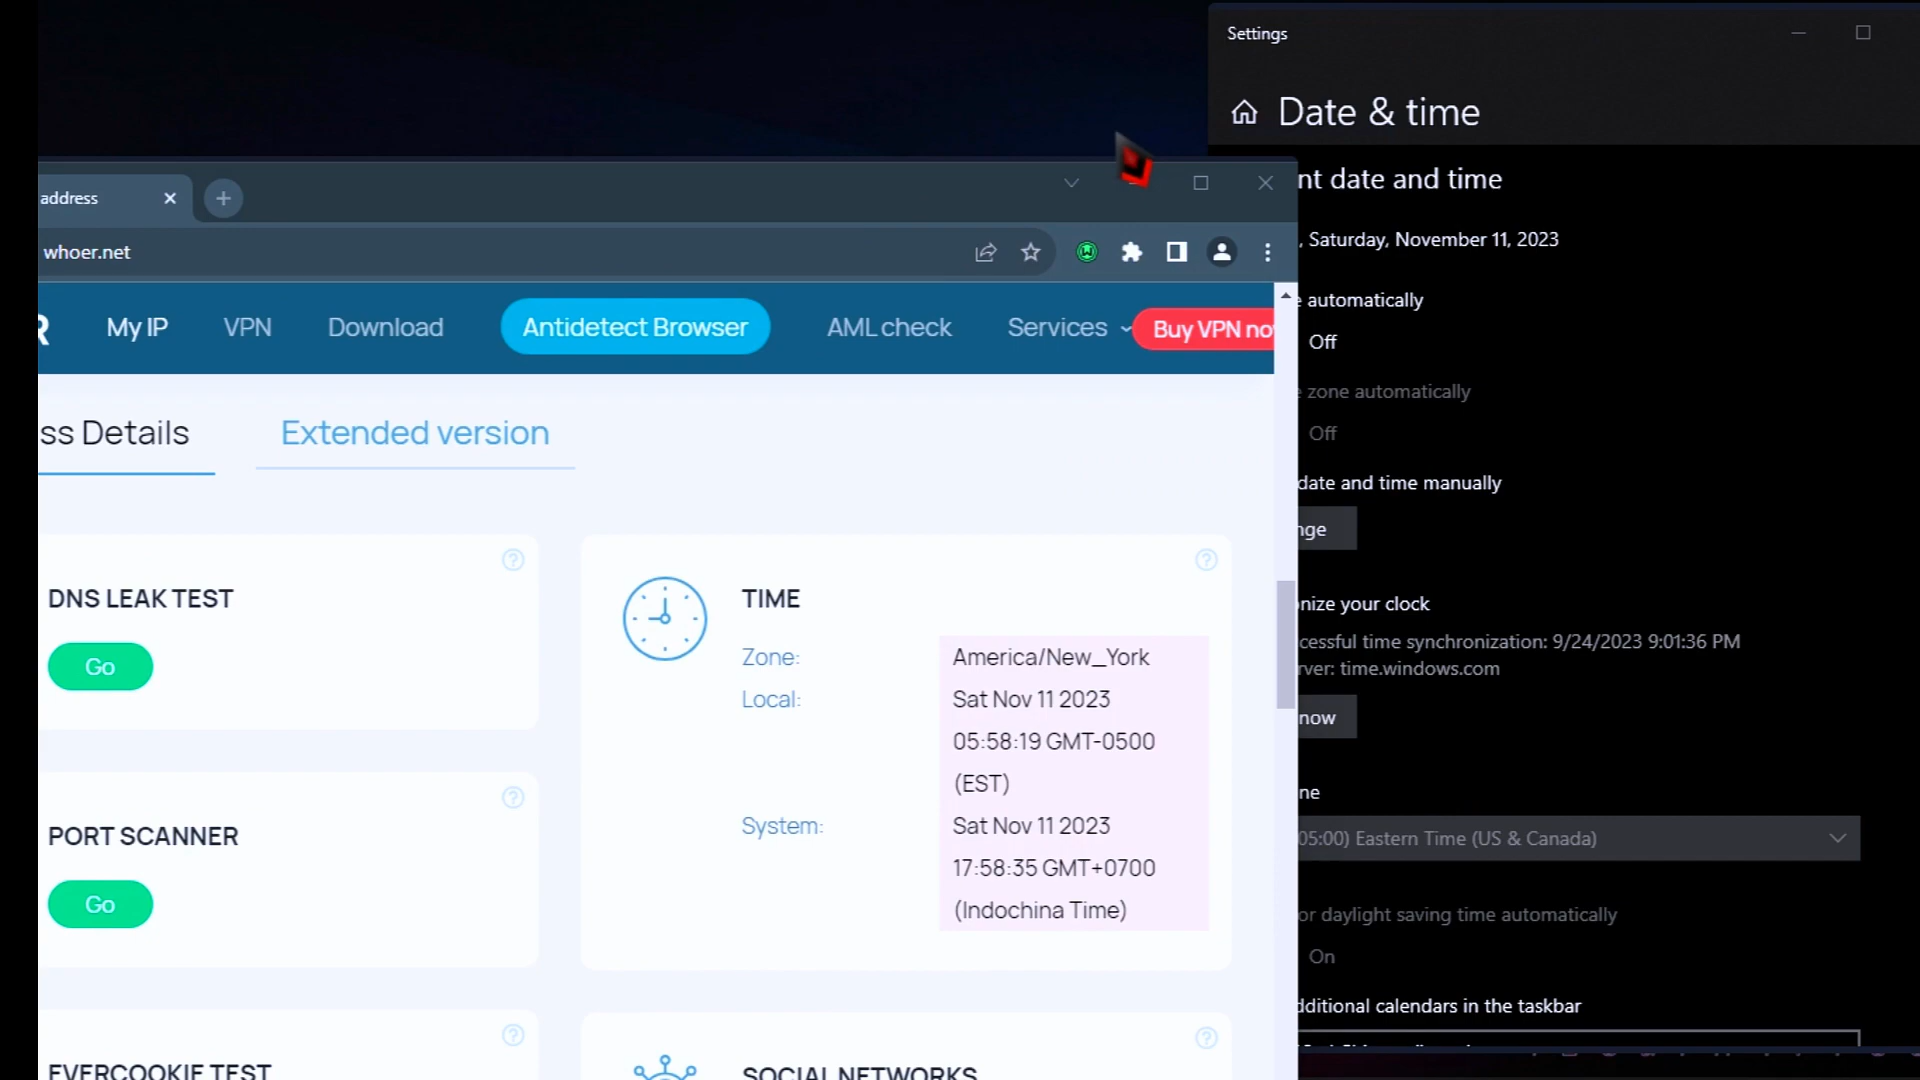 Settings
Date & time
nt date and time
, Saturday, November 11, 2023
e automatically
Off
e zone automatically
Off
date and time manually
nge
onize your clock
cessful time synchronization: 9/24/2023 9:01:36 PM
rver: time.windows.com
now
ne
05:00) Eastern Time (US & Canada)
or daylight saving time automatically
On
dditional calendars in the taskbar
address
whoer.net
R
My IP
VPN
Download
Antidetect Browser
AML check
Services
Buy VPN no
ss Details
Extended version
DNS LEAK TEST
Go
TIME
Zone:
America/New_York
Local:
Sat Nov 11 2023
05:58:19 GMT-0500
(EST)
System:
Sat Nov 11 2023
17:58:35 GMT+0700
(Indochina Time)
PORT SCANNER
Go
EVERCOOKIE TEST
SOCIAL NETWORKS